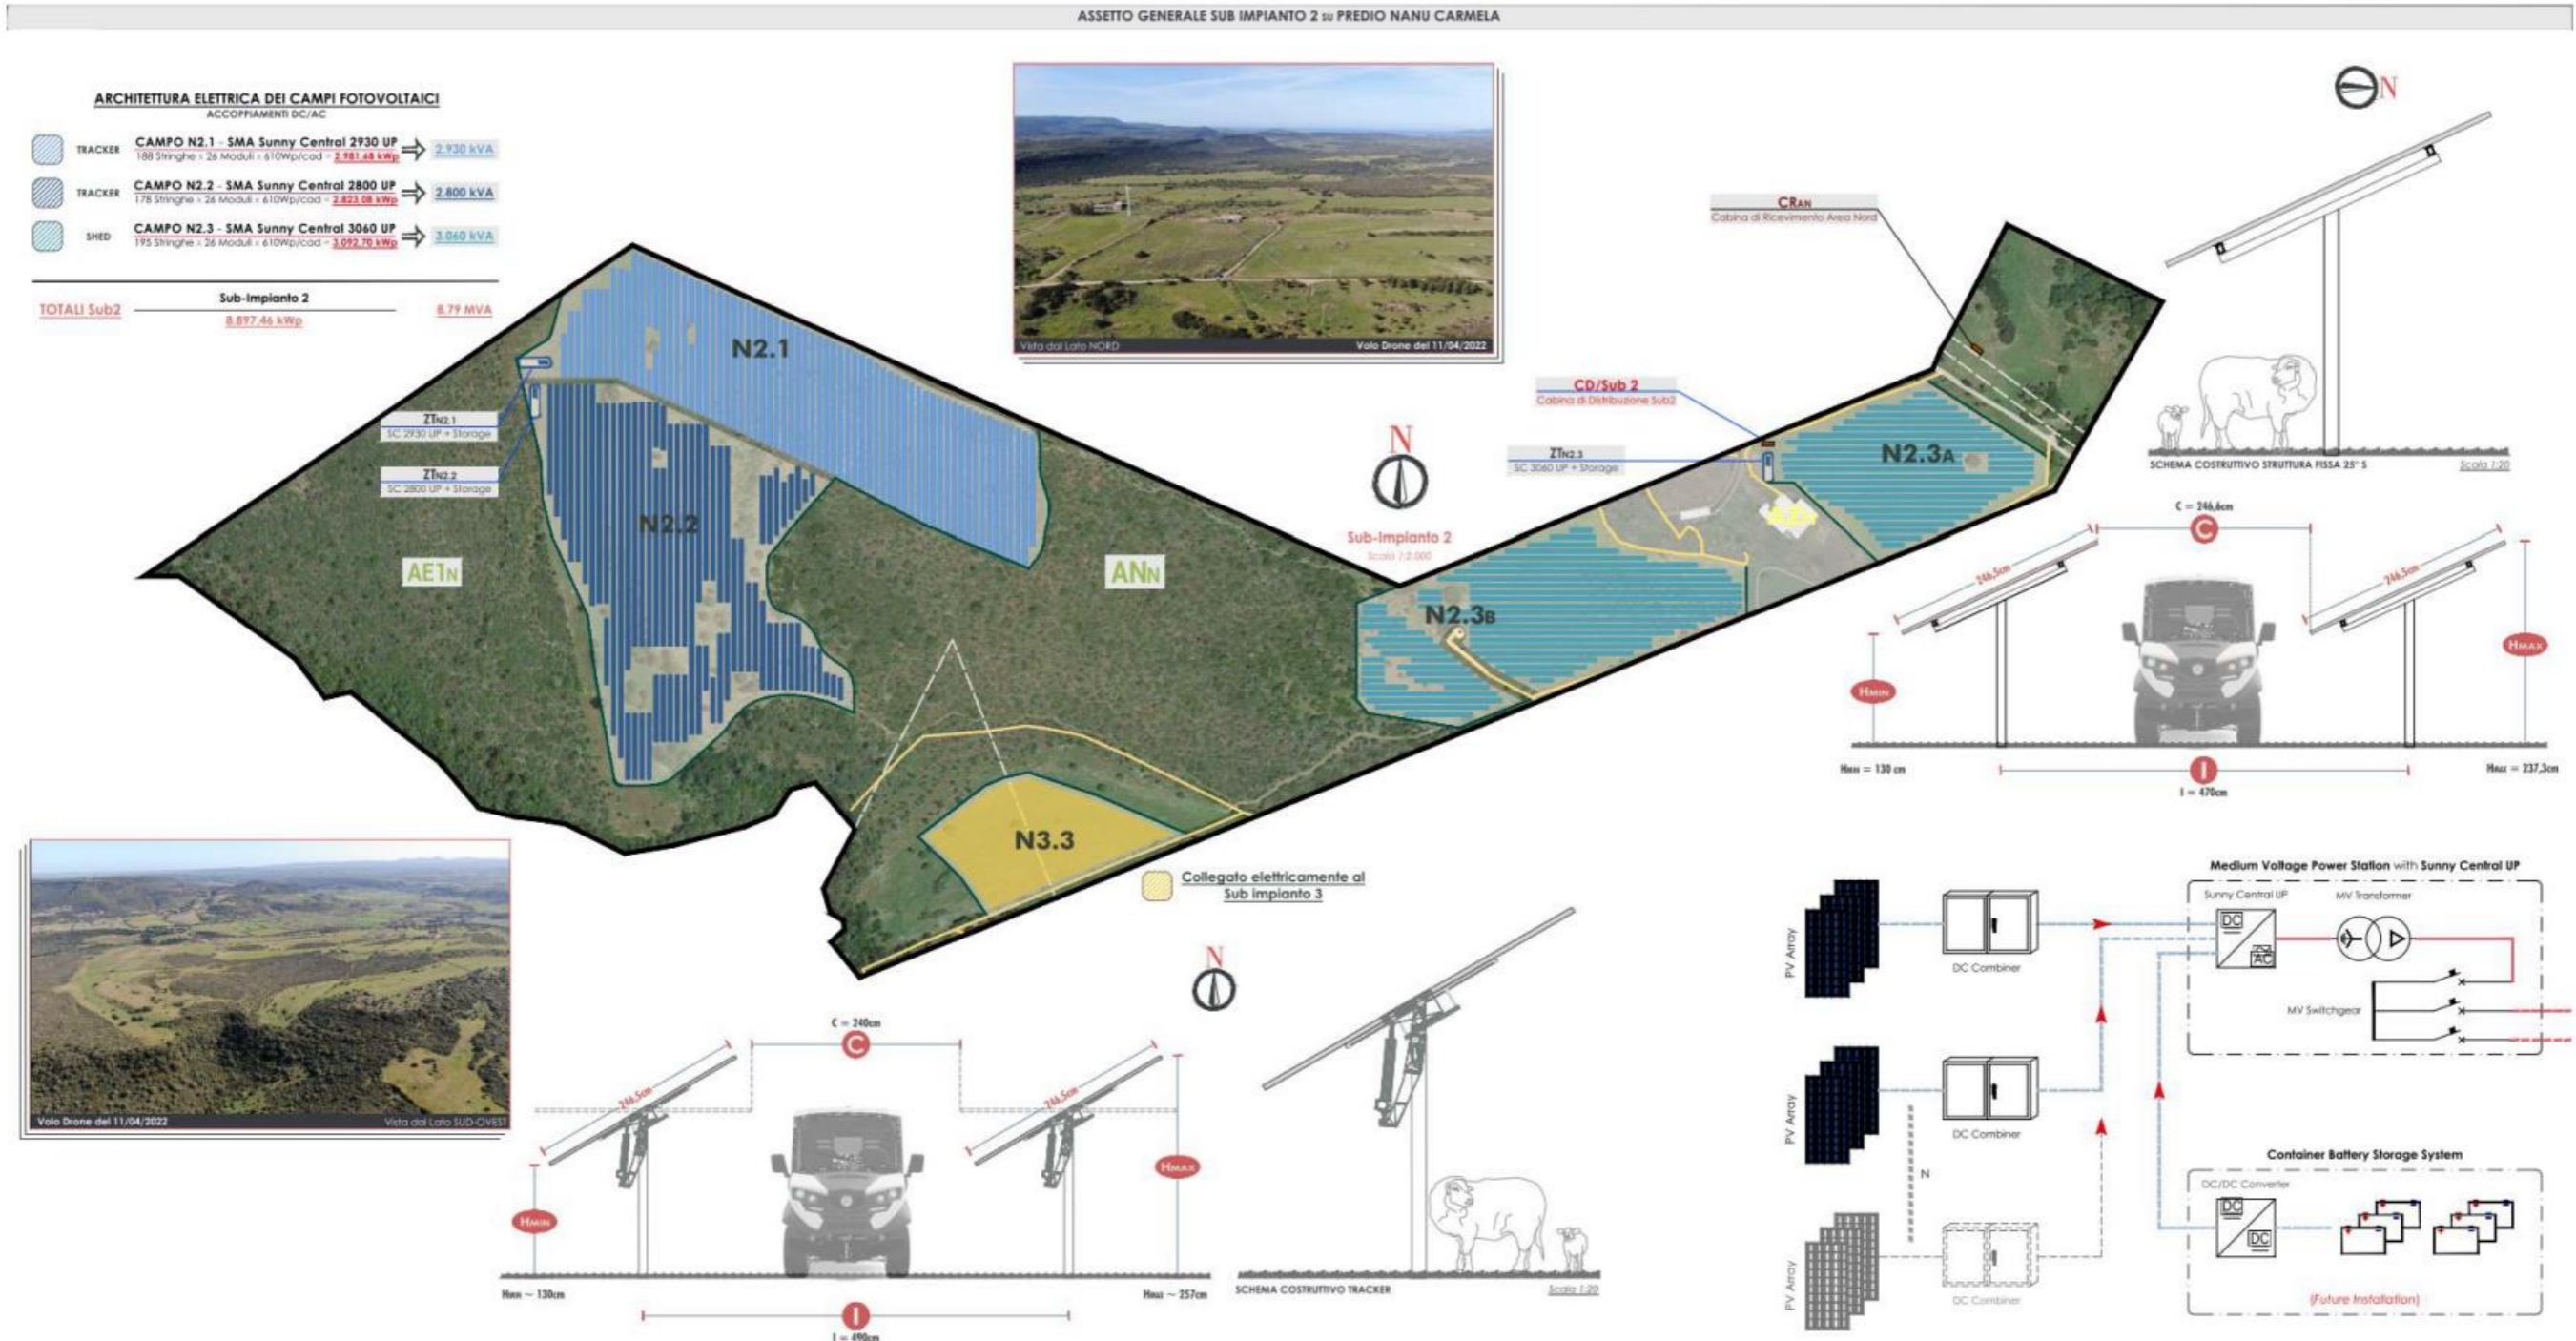 ASSETTO GENERALE SUB IMPIANTO 2 su PREDIO NANU CARMELA
ARCHITETTURA ELETTRICA DEI CAMPI FOTOVOLTAICI
ACCOPPIAMENTI DC/AC
TRACKER
CAMPO N2.1 - SMA Sunny Central 2930 UP
188 Stringhe x 26 Moduli x 610Wp/cad = 2.981,68 kWp
2.930 kVA
TRACKER
CAMPO N2.2 - SMA Sunny Central 2800 UP
178 Stringhe x 26 Moduli x 610Wp/cad = 2.823,08 kWp
2.800 kVA
SHED
CAMPO N2.3 - SMA Sunny Central 3060 UP
195 Stringhe x 26 Moduli x 610Wp/cad = 3.092,70 kWp
3.060 kVA
TOTALI Sub2
Sub-Impianto 2
8.897,46 kWp
8.79 MVA
Vista dal Lato NORD
Volo Drone del 11/04/2022
CRAN
Cabina di Ricevimento Area Nord
N
SCHEMA COSTRUTTIVO STRUTTURA FISSA 25° S
Scala 1:20
N2.1
ZTN2.1
SC 2930 UP + Storage
ZTN2.2
SC 2800 UP + Storage
N2.2
AE1N
ANN
N
Sub-Impianto 2
Scala 1:2.000
CD/Sub 2
Cabina di Distribuzione Sub2
ZTN2.3
SC 3060 UP + Storage
N2.3A
N2.3B
N3.3
Collegato elettricamente al
Sub impianto 3
C = 246,6cm
C
246,5cm
246,5cm
HMIN
HMAX
HMIN = 130 cm
I
HMAX = 237,3cm
I = 470cm
Volo Drone del 11/04/2022
Vista dal Lato SUD-OVEST
N
C = 240cm
C
246,5cm
246,5cm
HMIN
HMAX
HMIN ~ 130cm
HMAX ~ 257cm
I
I = 490cm
SCHEMA COSTRUTTIVO TRACKER
Scala 1:20
Medium Voltage Power Station with Sunny Central UP
Sunny Central UP
MV Transformer
DC
AC
MV Switchgear
PV Array
DC Combiner
PV Array
DC Combiner
N
PV Array
DC Combiner
Container Battery Storage System
DC/DC Converter
DC
DC
(Future Installation)